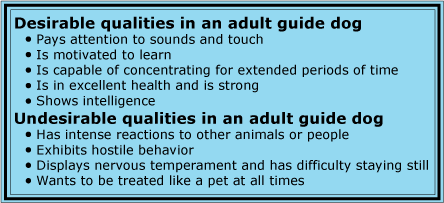 Desirable qualities in an adult guide dog
• Pays attention to sounds and touch
• Is motivated to learn
• Is capable of concentrating for extended periods of time
• Is in excellent health and is strong
• Shows intelligence
Undesirable qualities in an adult guide dog
• Has intense reactions to other animals or people
• Exhibits hostile behavior
• Displays nervous temperament and has difficulty staying still
• Wants to be treated like a pet at all times